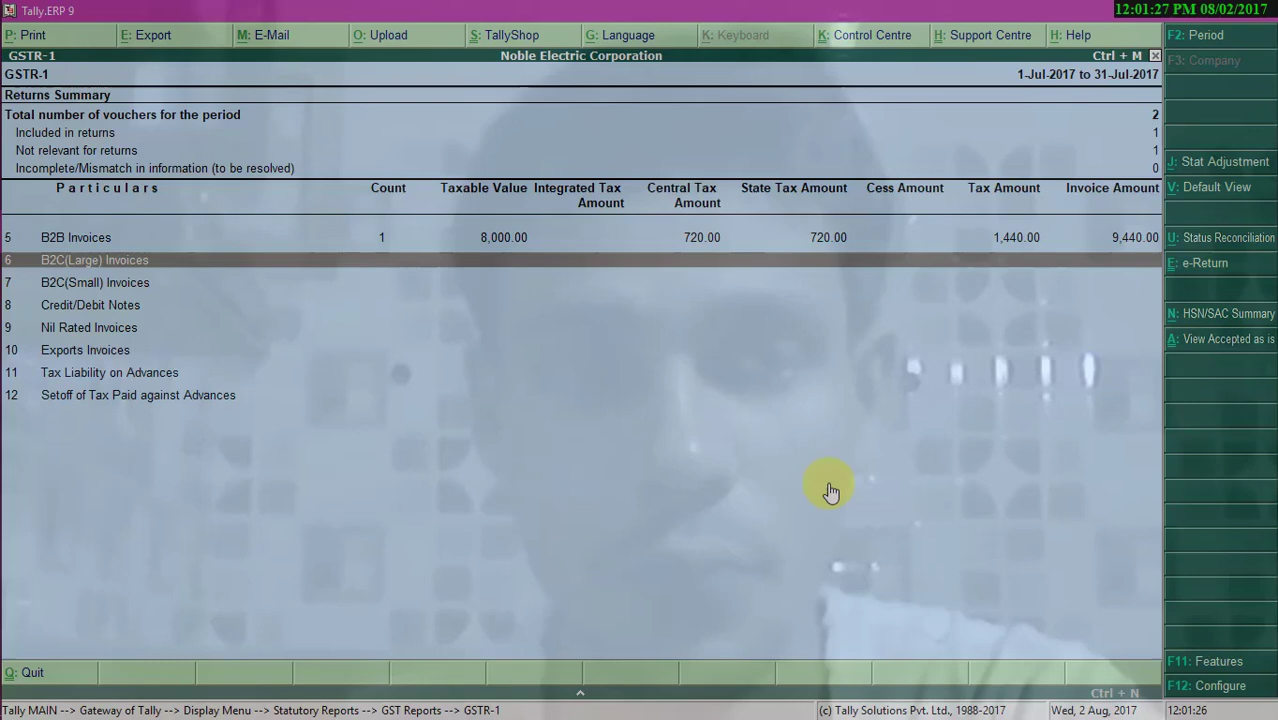 Tally.ERP 9 12:01:27 PM 08/02/2017
P: Print E: Export M: E-Mail O: Upload S: TallyShop G: Language K: Keyboard K: Control Centre H: Support Centre H: Help F2: Period
GSTR-1 Noble Electric Corporation Ctrl + M
F3: Company
GSTR-1 1-Jul-2017 to 31-Jul-2017
Returns Summary
Total number of vouchers for the period 2
Included in returns 1
Not relevant for returns 1
Incomplete/Mismatch in information (to be resolved) 0
J: Stat Adjustment
V: Default View
Particulars Count Taxable Value Integrated Tax Central Tax State Tax Amount Cess Amount Tax Amount Invoice Amount
Amount Amount
5 B2B Invoices 1 8,000.00 720.00 720.00 1,440.00 9,440.00
U: Status Reconciliation
6 B2C(Large) Invoices
E: e-Return
7 B2C(Small) Invoices
8 Credit/Debit Notes
N: HSN/SAC Summary
9 Nil Rated Invoices
A: View Accepted as is
10 Exports Invoices
11 Tax Liability on Advances
12 Setoff of Tax Paid against Advances
F11: Features
Q: Quit
F12: Configure
Ctrl + N
Tally MAIN --> Gateway of Tally --> Display Menu --> Statutory Reports --> GST Reports --> GSTR-1 (c) Tally Solutions Pvt. Ltd., 1988-2017 Wed, 2 Aug, 2017 12:01:26